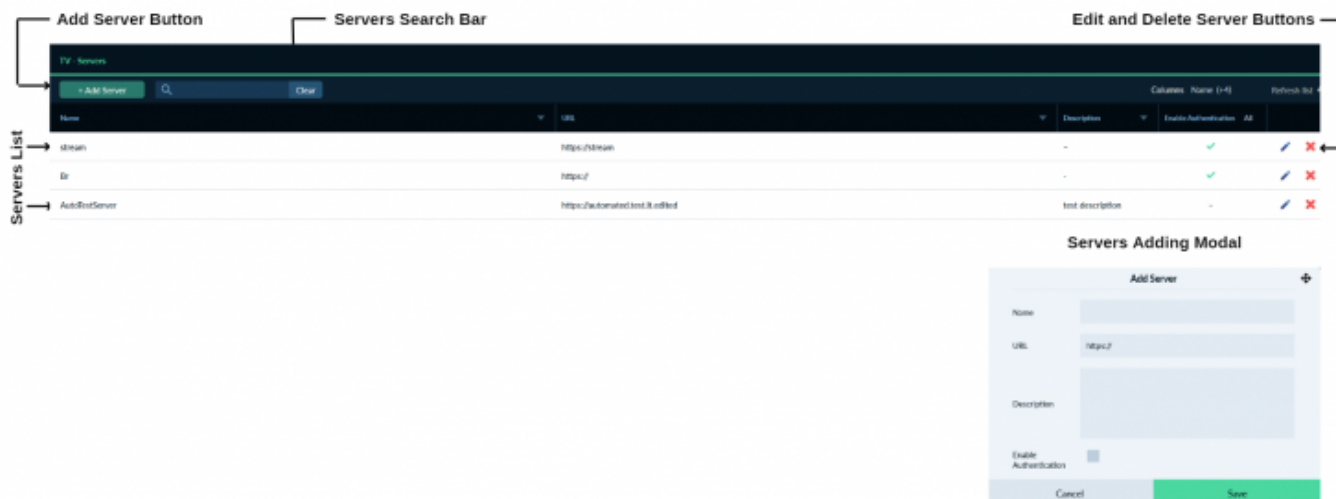 Add Server Button
Servers Search Bar
Edit and Delete Server Buttons
TV - Servers
+ Add Server
Clear
Columns Name (+4)
Refresh list
Name
URL
Description
Enable Authentication All
Servers List
stream
https://stream
-
Br
https://
-
AutoTestServer
https://automated.test.lt.edited
test description
-
Servers Adding Modal
Add Server
Name
URL
https://
Description
Enable
Authentication
Cancel
Save